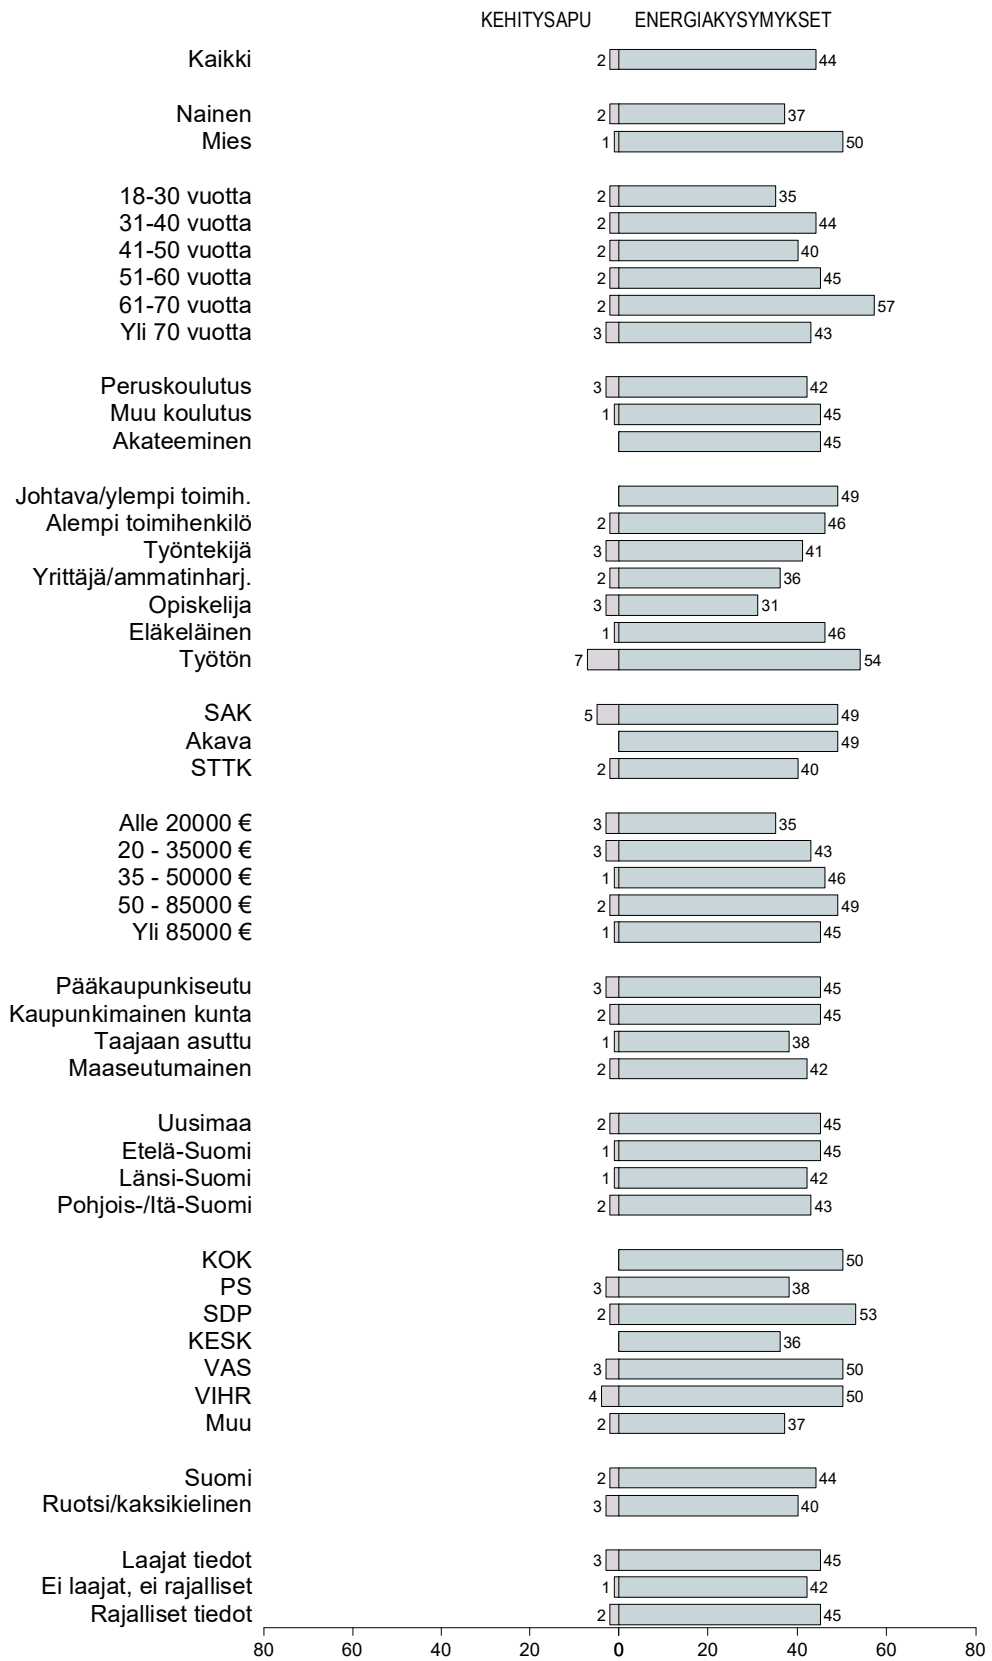 KEHITYSAPU ENERGIAKYSYMYKSET
Kaikki 2 44
Nainen 2 37
Mies 1 50
18-30 vuotta 2 35
31-40 vuotta 2 44
41-50 vuotta 2 40
51-60 vuotta 2 45
61-70 vuotta 2 57
Yli 70 vuotta 3 43
Peruskoulutus 3 42
Muu koulutus 1 45
Akateeminen 45
Johtava/ylempi toimih. 49
Alempi toimihenkilö 2 46
Työntekijä 3 41
Yrittäjä/ammatinharj. 2 36
Opiskelija 3 31
Eläkeläinen 1 46
Työtön 7 54
SAK 5 49
Akava 49
STTK 2 40
Alle 20000 € 3 35
20 - 35000 € 3 43
35 - 50000 € 1 46
50 - 85000 € 2 49
Yli 85000 € 1 45
Pääkaupunkiseutu 3 45
Kaupunkimainen kunta 2 45
Taajaan asuttu 1 38
Maaseutumainen 2 42
Uusimaa 2 45
Etelä-Suomi 1 45
Länsi-Suomi 1 42
Pohjois-/Itä-Suomi 2 43
KOK 50
PS 3 38
SDP 2 53
KESK 36
VAS 3 50
VIHR 4 50
Muu 2 37
Suomi 2 44
Ruotsi/kaksikielinen 3 40
Laajat tiedot 3 45
Ei laajat, ei rajalliset 1 42
Rajalliset tiedot 2 45
80 60 40 20 0 20 40 60 80